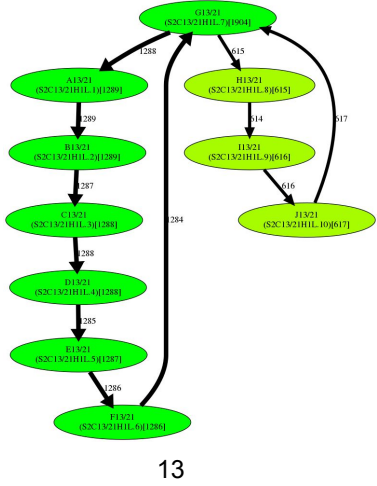 G13/21
(S2C13/21H1L.7)[1904]
1288
615
A13/21
(S2C13/21H1L.1)[1289]
H13/21
(S2C13/21H1L.8)[615]
617
1289
614
B13/21
(S2C13/21H1L.2)[1289]
I13/21
(S2C13/21H1L.9)[616]
1287
616
C13/21
(S2C13/21H1L.3)[1288]
J13/21
(S2C13/21H1L.10)[617]
1284
1288
D13/21
(S2C13/21H1L.4)[1288]
1285
E13/21
(S2C13/21H1L.5)[1287]
1286
F13/21
(S2C13/21H1L.6)[1286]
13